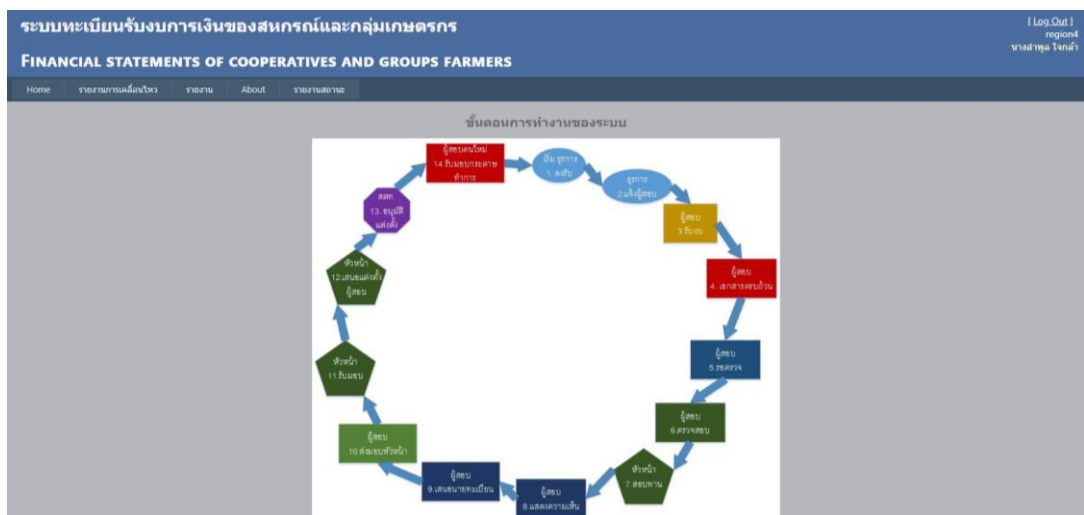 ระบบทะเบียนรับงบการเงินของสหกรณ์และกลุ่มเกษตรกร
[ Log Out ]
region4
FINANCIAL STATEMENTS OF COOPERATIVES AND GROUPS FARMERS
Home รายงานการเคลื่อนไหว รายงาน About รายงานสถานะ
ขั้นตอนการทำงานของระบบ
ผู้สอบคนใหม่
14.รับมอบกระดาษ
ทำการ
ธุรการ
1. ลงรับ
ธุรการ
2.แจ้งผู้สอบ
ผู้สอบ
3.รับงบ
ผู้สอบ
4. เอกสารครบถ้วน
ผู้สอบ
5.รอตรวจ
ผู้สอบ
6.ตรวจสอบ
หัวหน้า
7.สอบทาน
ผู้สอบ
8.แสดงความเห็น
ผู้สอบ
9.เสนอนายทะเบียน
ผู้สอบ
10.ส่งมอบหัวหน้า
หัวหน้า
11.รับมอบ
หัวหน้า
12.เสนอแต่งตั้ง
ผู้สอบ
สตท.
13. อนุมัติ
แต่งตั้ง